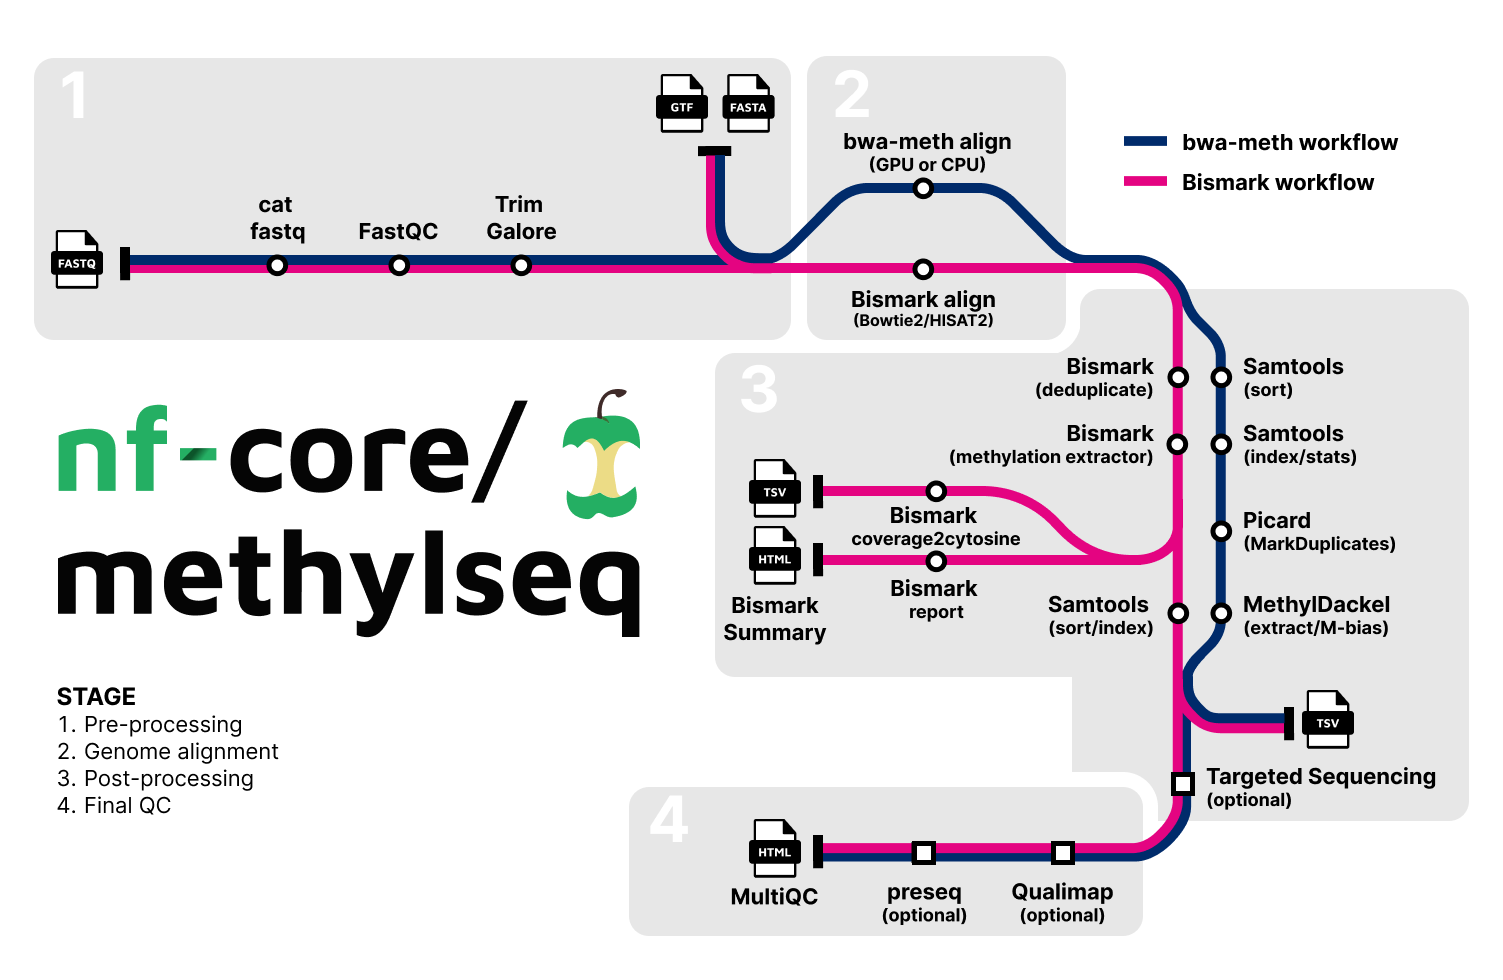 1
GTF
FASTA
cat
fastq
FastQC
Trim
Galore
FASTQ
2
bwa-meth align
(GPU or CPU)
Bismark align
(Bowtie2/HISAT2)
bwa-meth workflow
Bismark workflow
nf-core/
methylseq
3
Bismark
(deduplicate)
Samtools
(sort)
Bismark
(methylation extractor)
Samtools
(index/stats)
TSV
Bismark
coverage2cytosine
Picard
(MarkDuplicates)
HTML
Bismark
report
Bismark
Summary
Samtools
(sort/index)
MethylDackel
(extract/M-bias)
TSV
Targeted Sequencing
(optional)
STAGE
1. Pre-processing
2. Genome alignment
3. Post-processing
4. Final QC
4
HTML
MultiQC
preseq
(optional)
Qualimap
(optional)